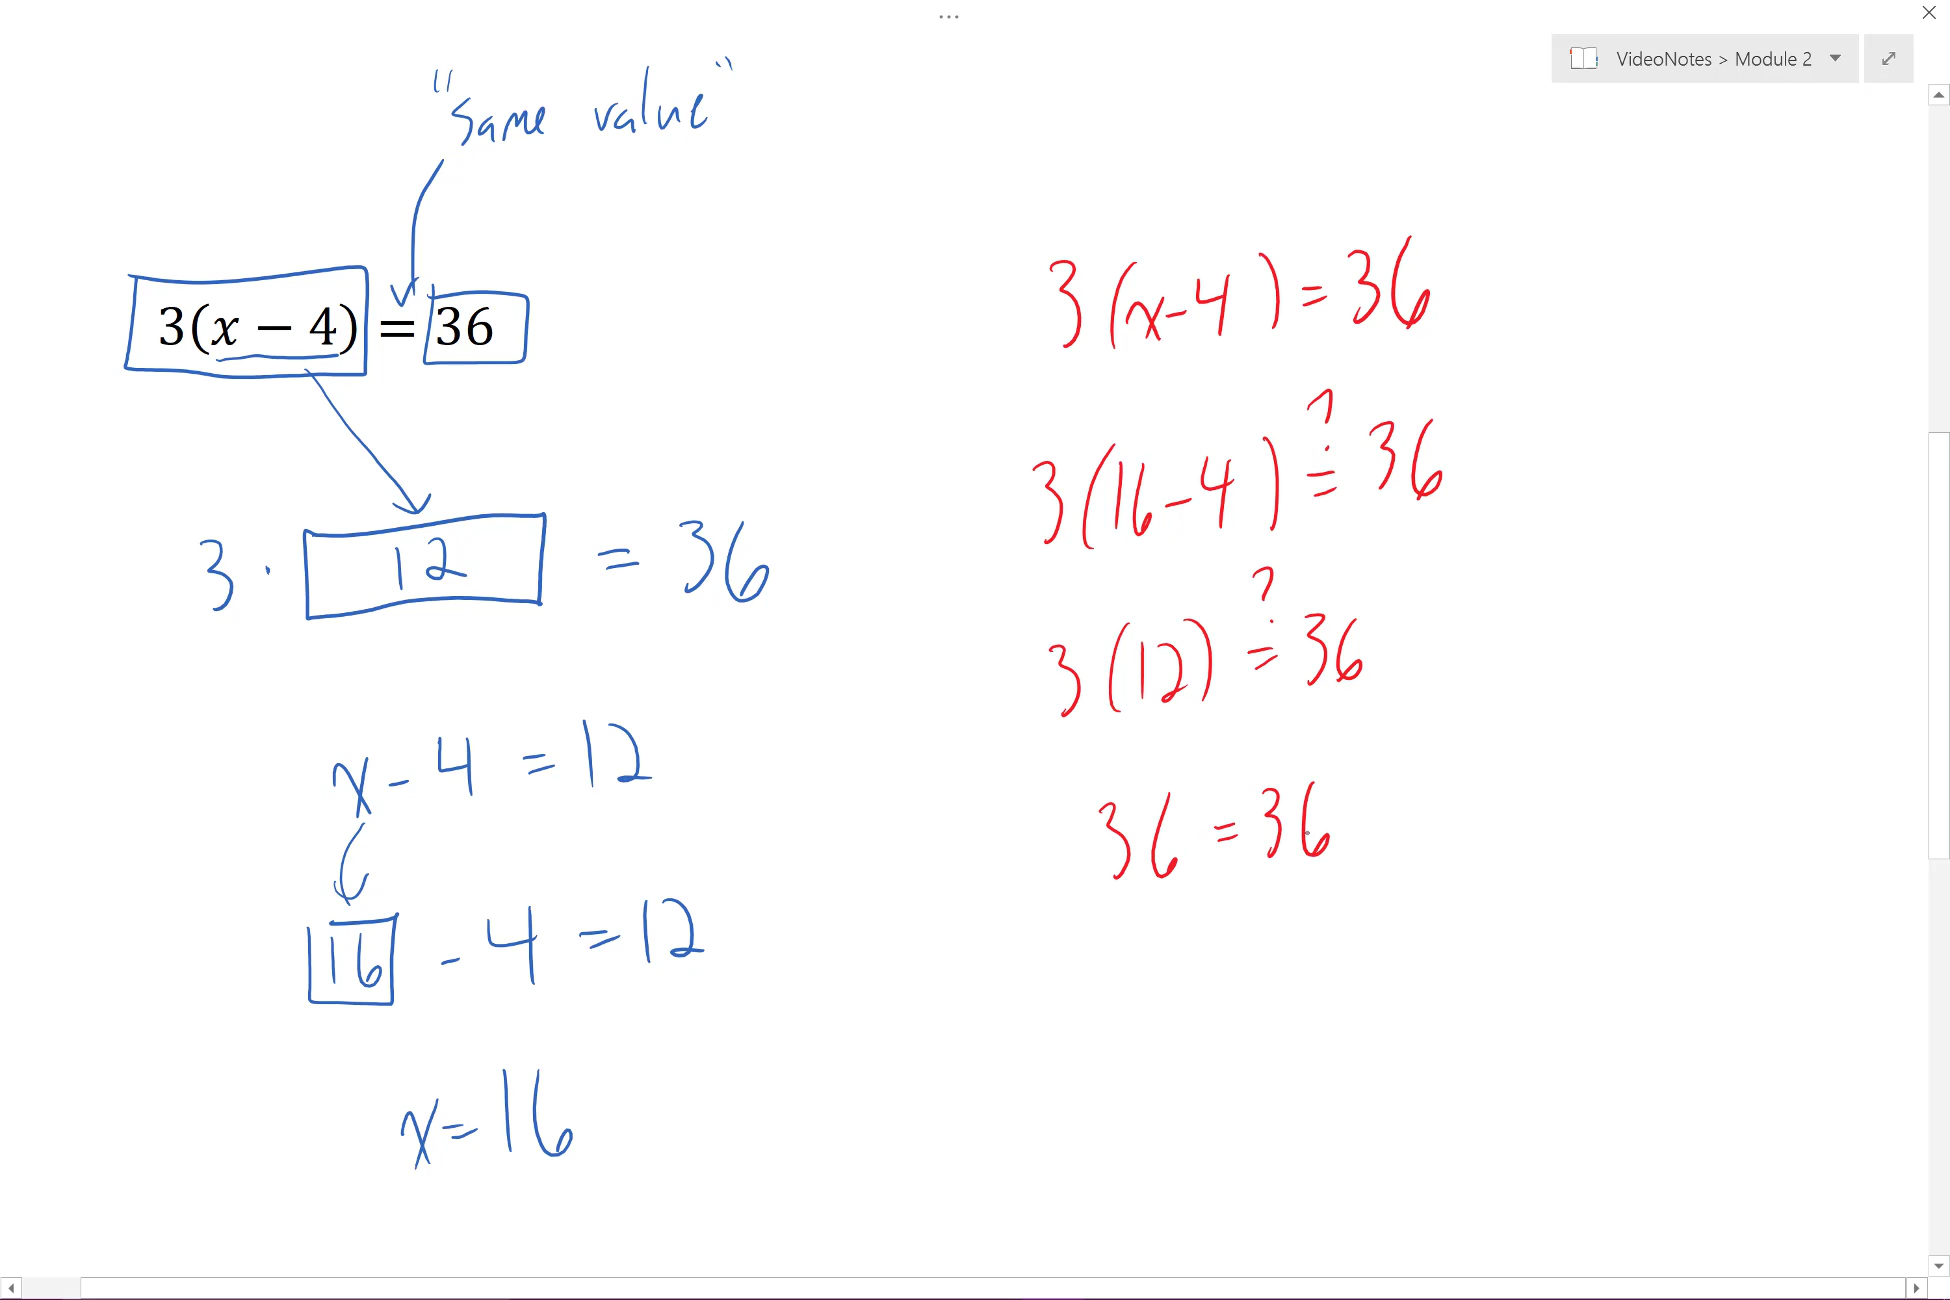 ...
VideoNotes > Module 2
"Same value"
3(x − 4) = 36
3 · 12 = 36
x - 4 = 12
16 - 4 = 12
x = 16
3(x-4) = 36
3(16-4) ≟ 36
3(12) ≟ 36
36 = 36